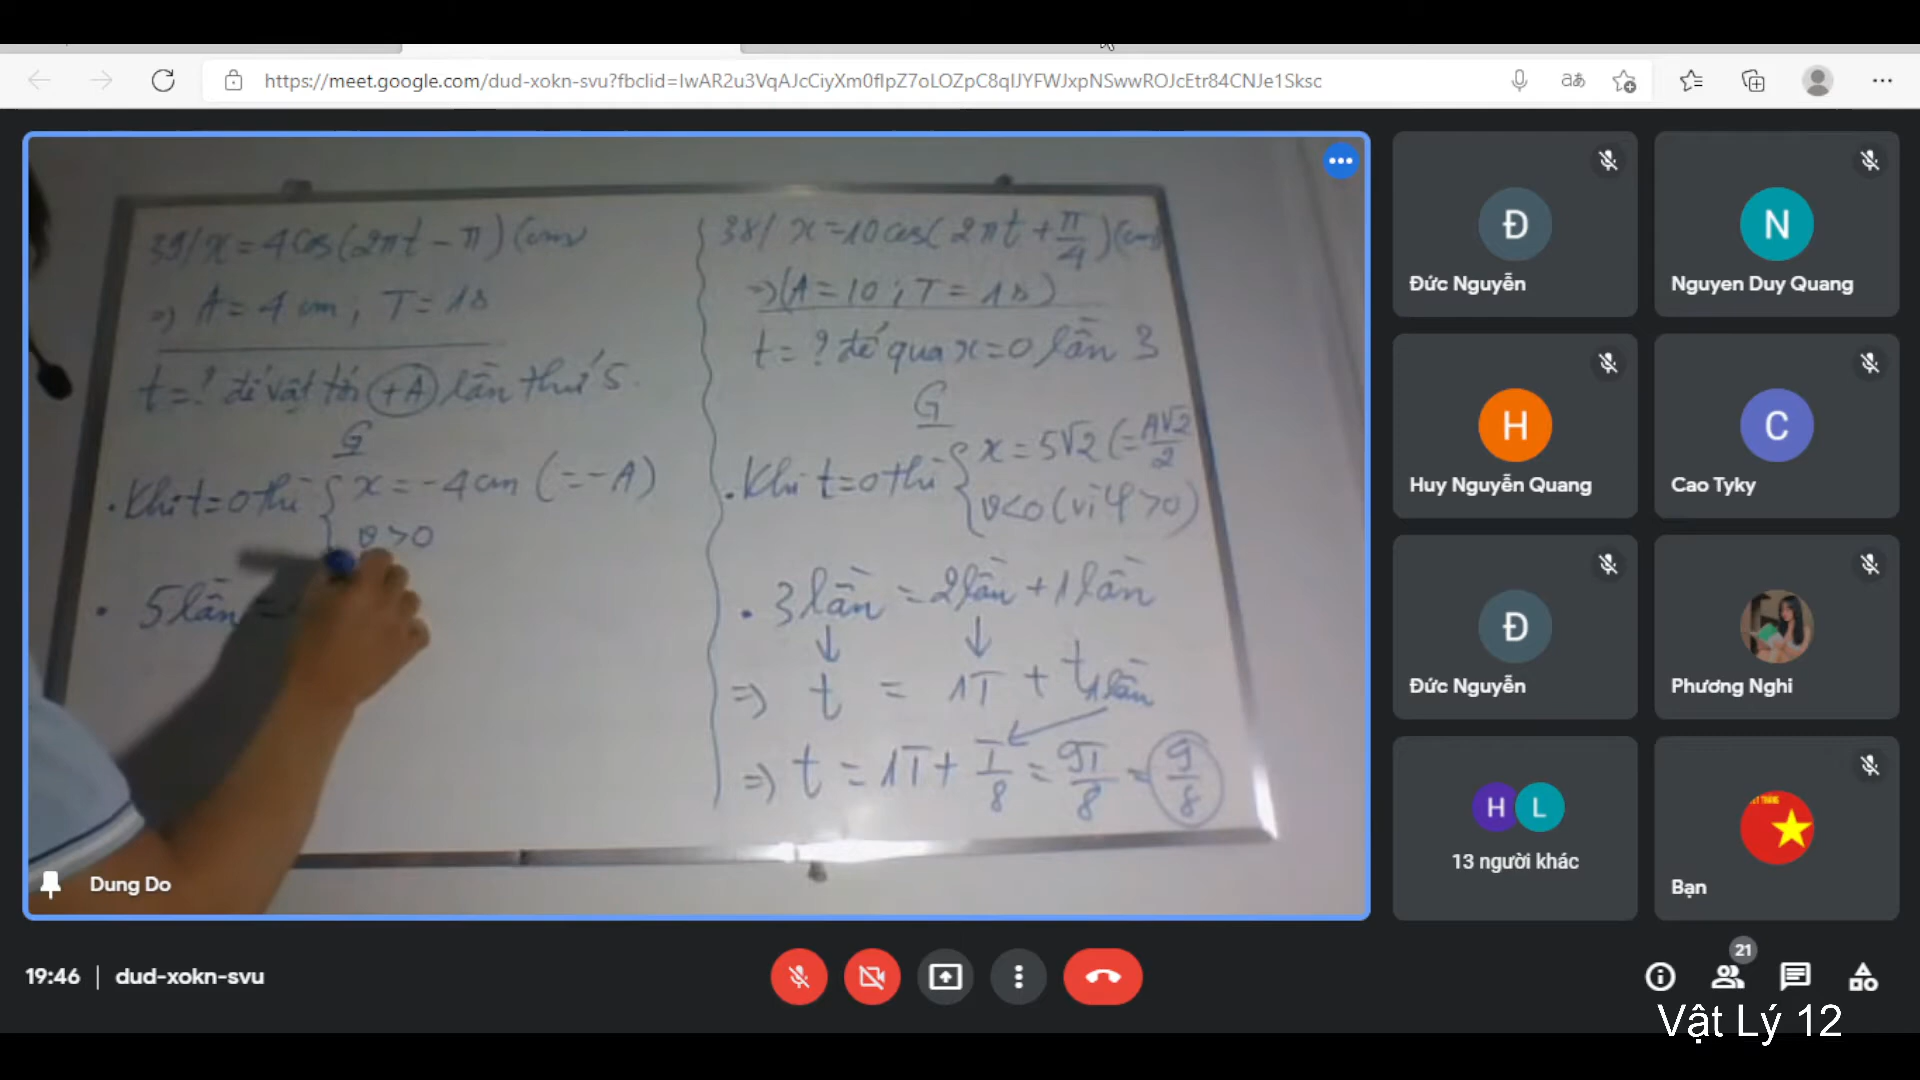 https://meet.google.com/dud-xokn-svu?fbclid=IwAR2u3VqAJcCiyXm0flpZ7oLOZpC8qIJYFWJxpNSwwROJcEtr84CNJe1Sksc
39/ x = 4cos(2πt - π) (cm)
=> A = 4 cm ; T = 1s
t = ? để vật tới +A lần thứ 5.
G
. Khi t=0 thì { x = -4cm (= -A)
v > 0
. 5 lần =
38/ x = 10cos(2πt + π/4) (cm)
=> (A = 10 ; T = 1s)
t = ? để qua x = 0 lần 3
G
. Khi t=0 thì { x = 5√2 (= A√2/2
v<0 (vì φ > 0)
. 3 lần = 2 lần + 1 lần
↓ ↓
=> t = 1T + t1 lần
=> t = 1T + T/8 = 9T/8 = 9/8
Dung Do
Đ
Đức Nguyễn
N
Nguyen Duy Quang
H
Huy Nguyễn Quang
C
Cao Tyky
Đ
Đức Nguyễn
Phương Nghi
H L
13 người khác
Bạn
19:46 | dud-xokn-svu
21
Vật Lý 12